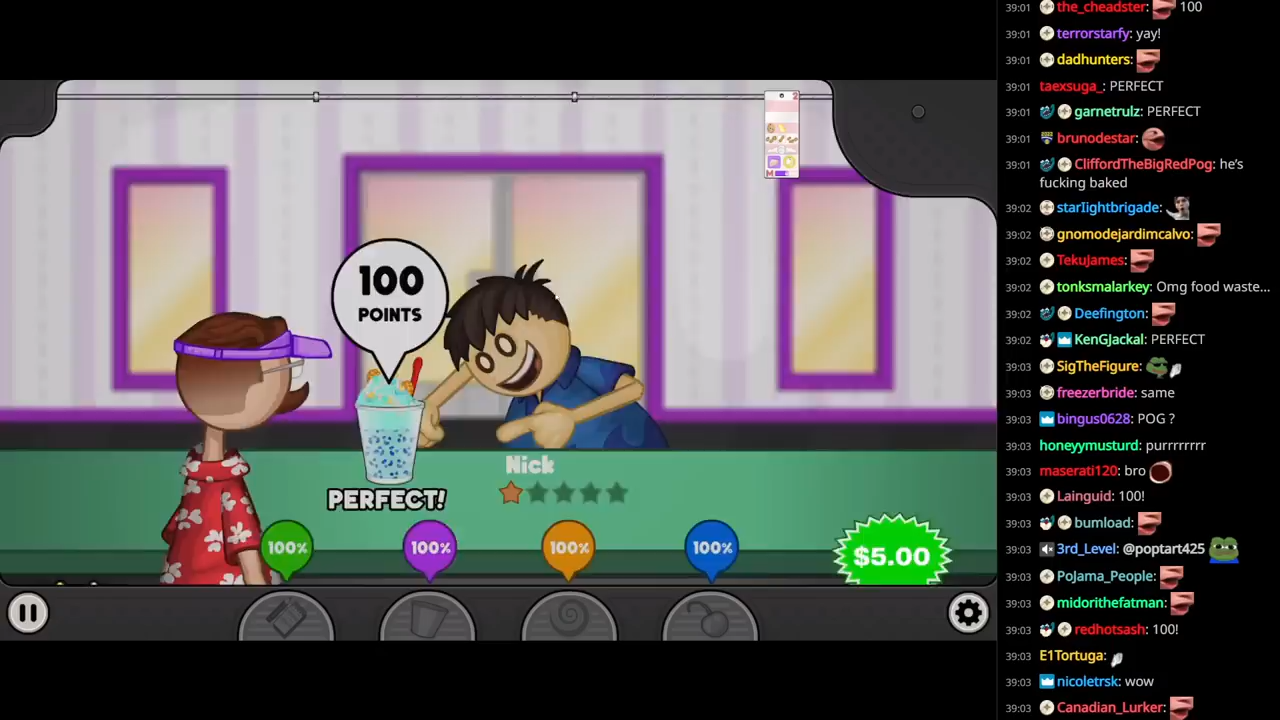 100
POINTS
Nick
PERFECT!
100%
100%
100%
100%
$5.00
2
M
39:01 the_cheadster: 100
39:01 terrorstarfy: yay!
39:01 dadhunters:
39:01 taexsuga_: PERFECT
39:01 garnetrulz: PERFECT
39:01 brunodestar:
39:01 CliffordTheBigRedPog: he's
fucking baked
39:02 starIightbrigade:
39:02 gnomodejardimcalvo:
39:02 TekuJames:
39:02 tonksmalarkey: Omg food waste...
39:02 Deefington:
39:02 KenGJackal: PERFECT
39:03 SigTheFigure:
39:03 freezerbride: same
39:03 bingus0628: POG ?
39:03 honeyymusturd: purrrrrrr
39:03 maserati120: bro
39:03 Lainguid: 100!
39:03 bumload:
39:03 3rd_Level: @poptart425
39:03 PoJama_People:
39:03 midorithefatman:
39:03 redhotsash: 100!
39:03 E1Tortuga:
39:03 nicoletrsk: wow
39:03 Canadian_Lurker: